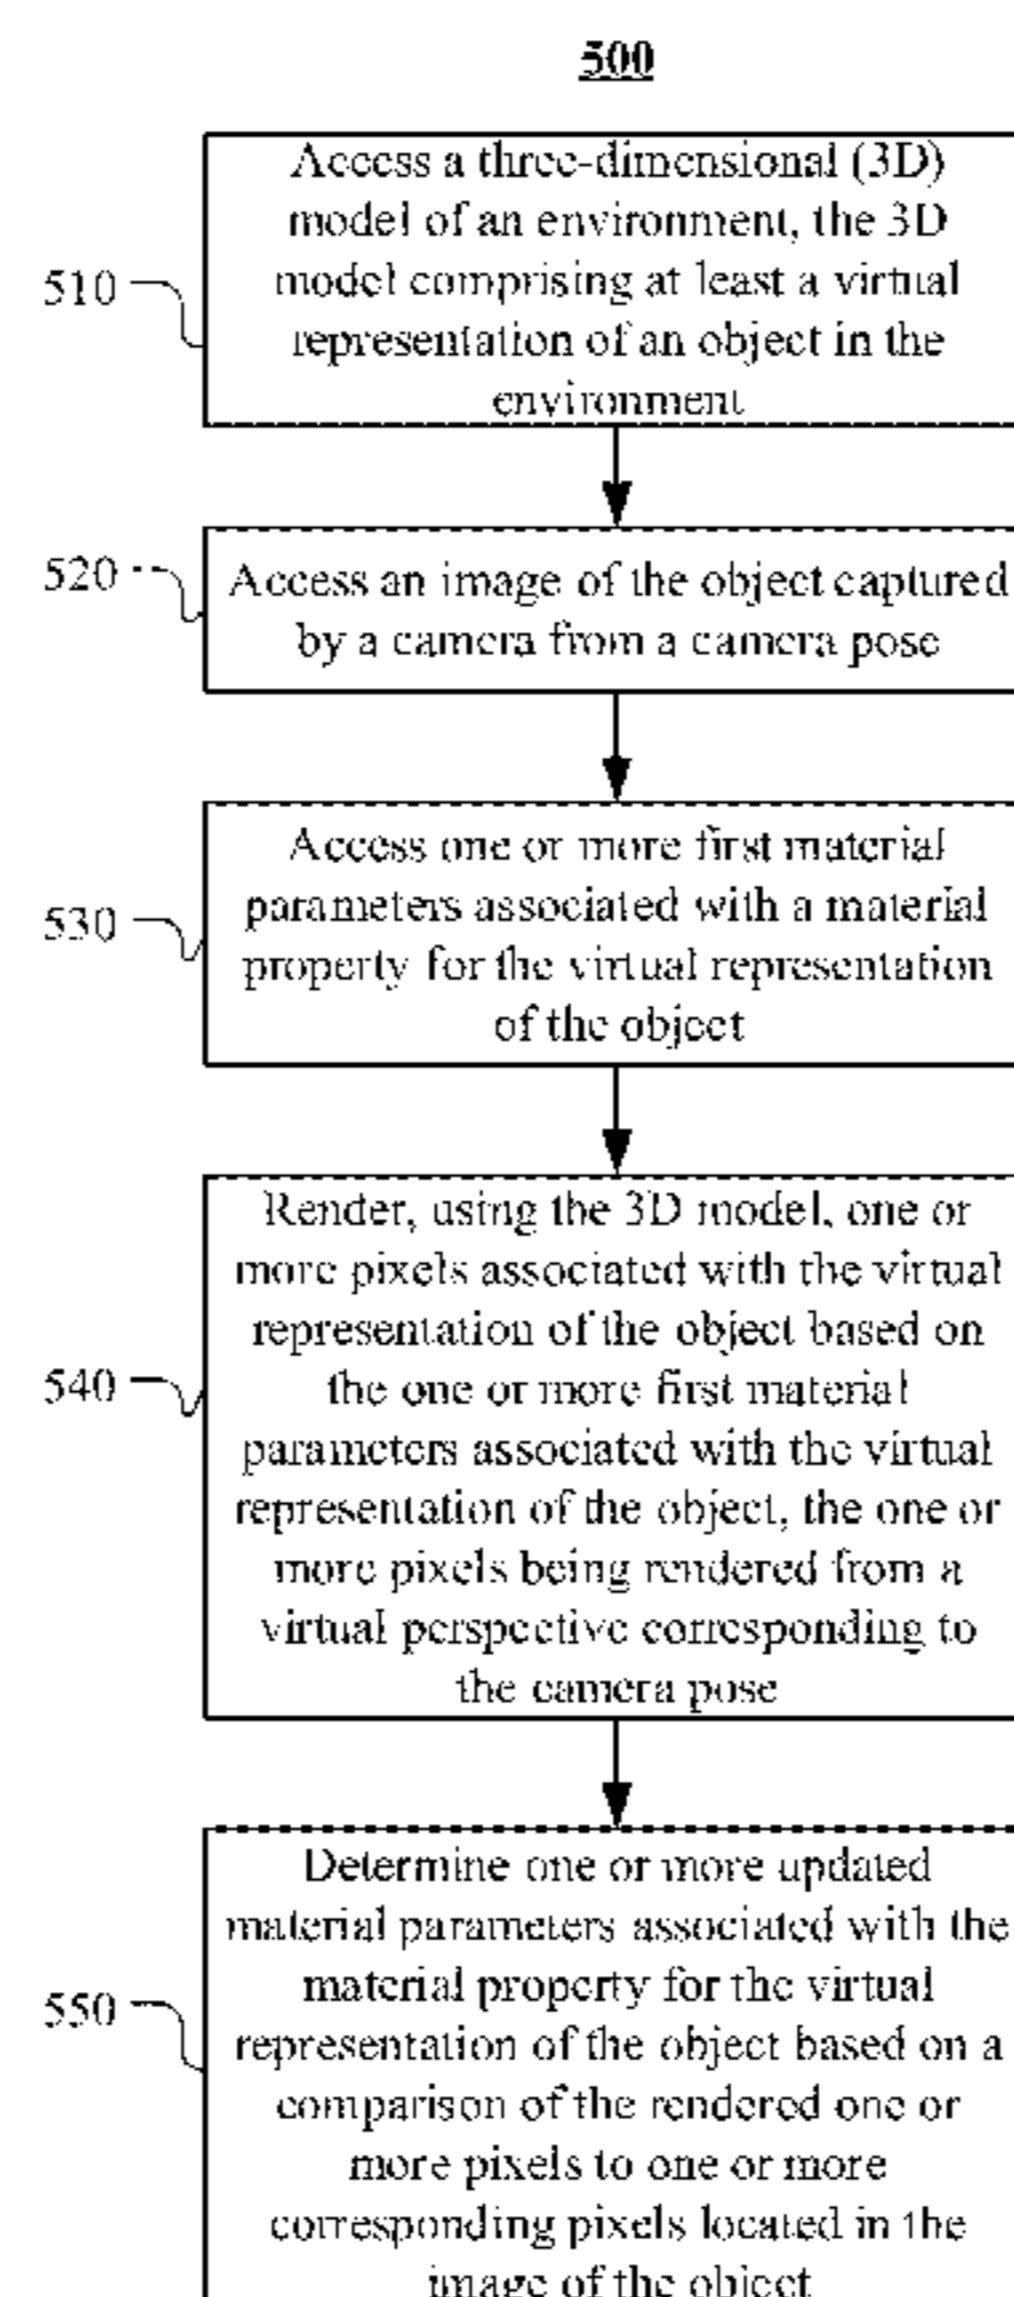 500
510
Access a three-dimensional (3D)
model of an environment, the 3D
model comprising at least a virtual
representation of an object in the
environment
520
Access an image of the object captured
by a camera from a camera pose
530
Access one or more first material
parameters associated with a material
property for the virtual representation
of the object
540
Render, using the 3D model, one or
more pixels associated with the virtual
representation of the object based on
the one or more first material
parameters associated with the virtual
representation of the object, the one or
more pixels being rendered from a
virtual perspective corresponding to
the camera pose
550
Determine one or more updated
material parameters associated with the
material property for the virtual
representation of the object based on a
comparison of the rendered one or
more pixels to one or more
corresponding pixels located in the
image of the object